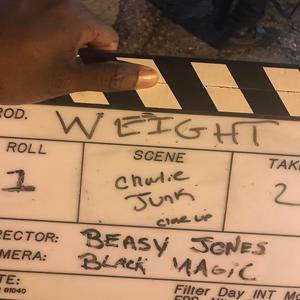 PROD. WEIGHT
ROLL SCENE TAKE
1 Charlie 2
Junk
close up
DIRECTOR: BEASY JONES
CAMERA: BLACK MAGIC
Filter Day INT